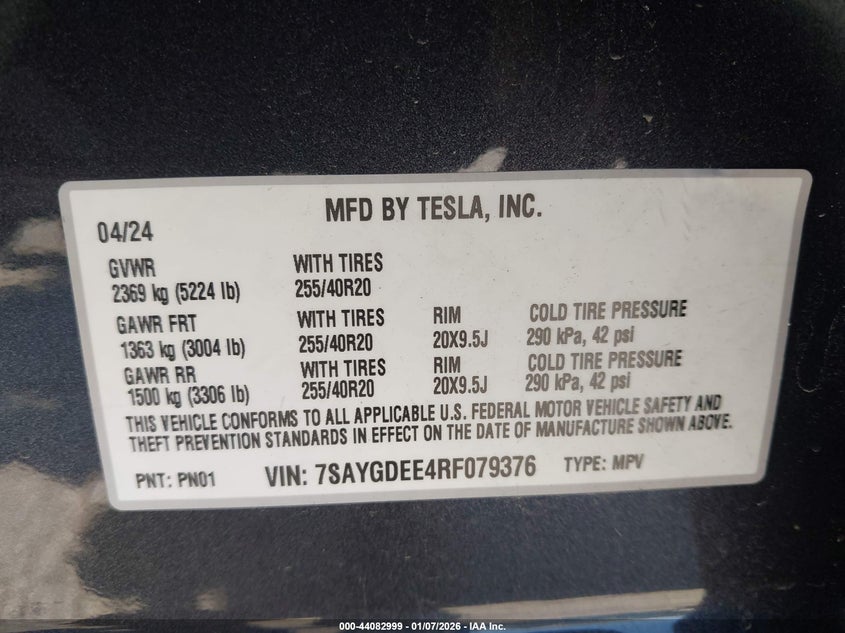 MFD BY TESLA, INC.
04/24
GVWR WITH TIRES
2369 kg (5224 lb) 255/40R20
GAWR FRT WITH TIRES RIM COLD TIRE PRESSURE
1363 kg (3004 lb) 255/40R20 20X9.5J 290 kPa, 42 psi
GAWR RR WITH TIRES RIM COLD TIRE PRESSURE
1500 kg (3306 lb) 255/40R20 20X9.5J 290 kPa, 42 psi
THIS VEHICLE CONFORMS TO ALL APPLICABLE U.S. FEDERAL MOTOR VEHICLE SAFETY AND
THEFT PREVENTION STANDARDS IN EFFECT ON THE DATE OF MANUFACTURE SHOWN ABOVE.
PNT: PN01 VIN: 7SAYGDEE4RF079376 TYPE: MPV
000-44082999 | 01/07/2026 - IAA Inc.